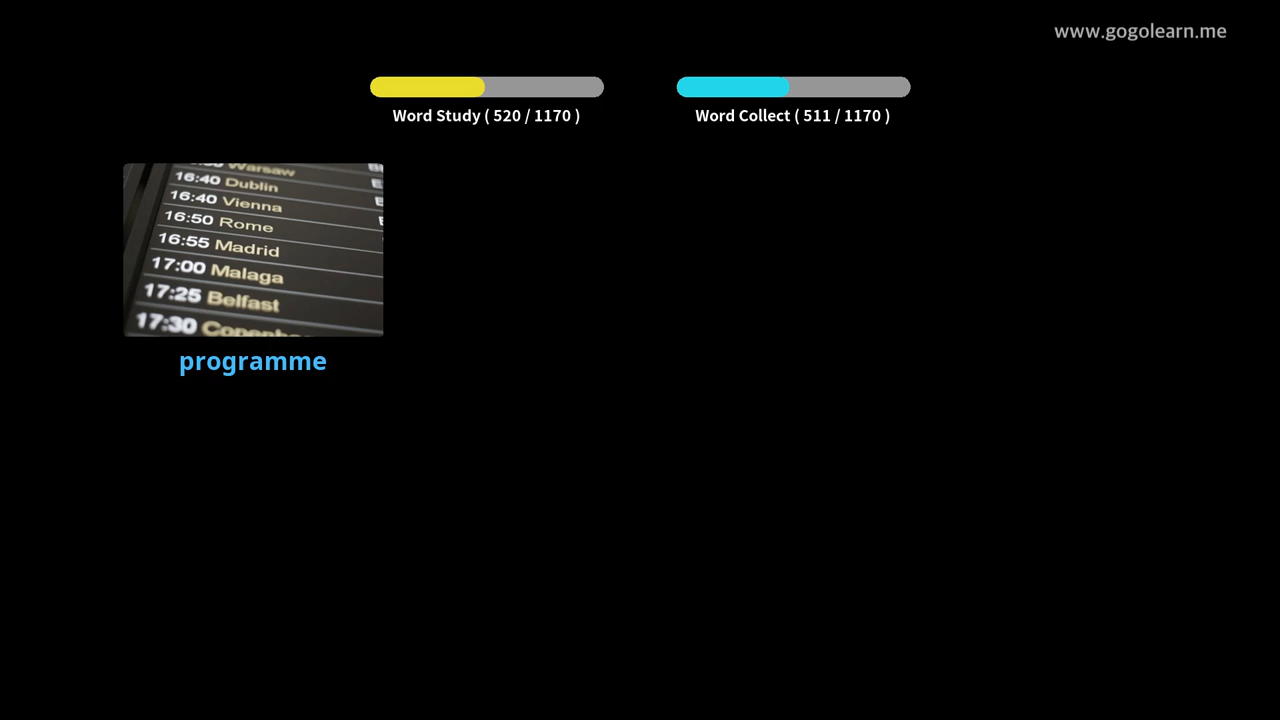 www.gogolearn.me
Word Study ( 520 / 1170 )
Word Collect ( 511 / 1170 )
Warsaw
16:40 Dublin
16:40 Vienna
16:50 Rome
16:55 Madrid
17:00 Malaga
17:25 Belfast
17:30
programme